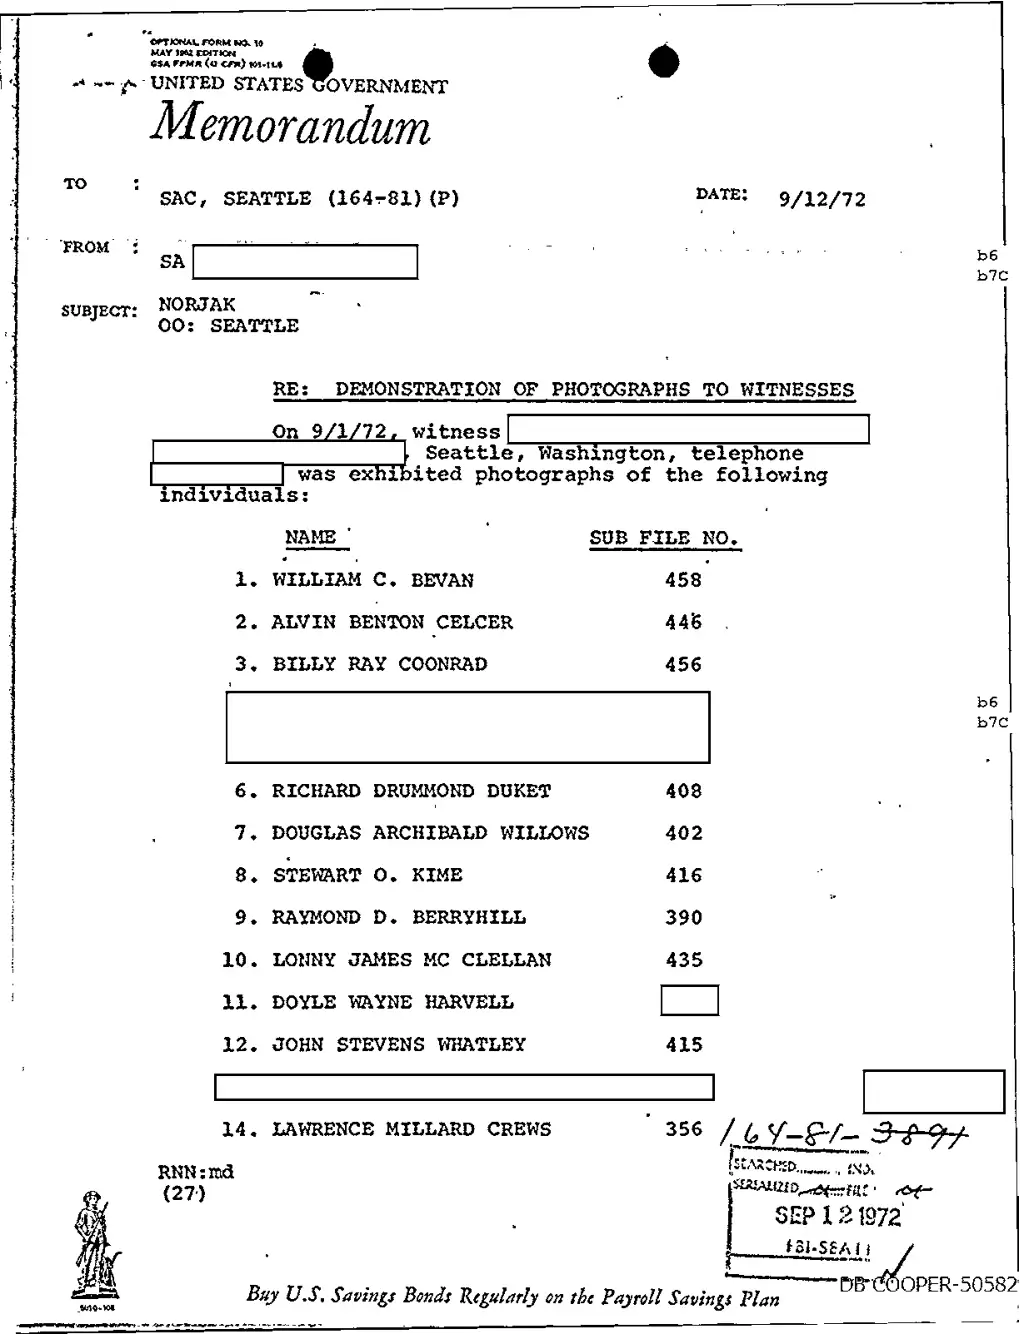 OPTIONAL FORM NO. 10
MAY 1962 EDITION
GSA FPMR (41 CFR) 101-11.6
UNITED STATES GOVERNMENT
Memorandum
TO : SAC, SEATTLE (164-81)(P) DATE: 9/12/72
FROM : SA
b6
b7C
SUBJECT: NORJAK
OO: SEATTLE
RE: DEMONSTRATION OF PHOTOGRAPHS TO WITNESSES
On 9/1/72, witness
, Seattle, Washington, telephone
was exhibited photographs of the following
individuals:
NAME SUB FILE NO.
1. WILLIAM C. BEVAN 458
2. ALVIN BENTON CELCER 446
3. BILLY RAY COONRAD 456
b6
b7C
6. RICHARD DRUMMOND DUKET 408
7. DOUGLAS ARCHIBALD WILLOWS 402
8. STEWART O. KIME 416
9. RAYMOND D. BERRYHILL 390
10. LONNY JAMES MC CLELLAN 435
11. DOYLE WAYNE HARVELL
12. JOHN STEVENS WHATLEY 415
14. LAWRENCE MILLARD CREWS 356
164-81-3891
RNN:md
(27)
SEARCHED
SERIALIZED FILE
SEP 12 1972
FBI-SEATT
DB COOPER-50582
Buy U.S. Savings Bonds Regularly on the Payroll Savings Plan
5010-108